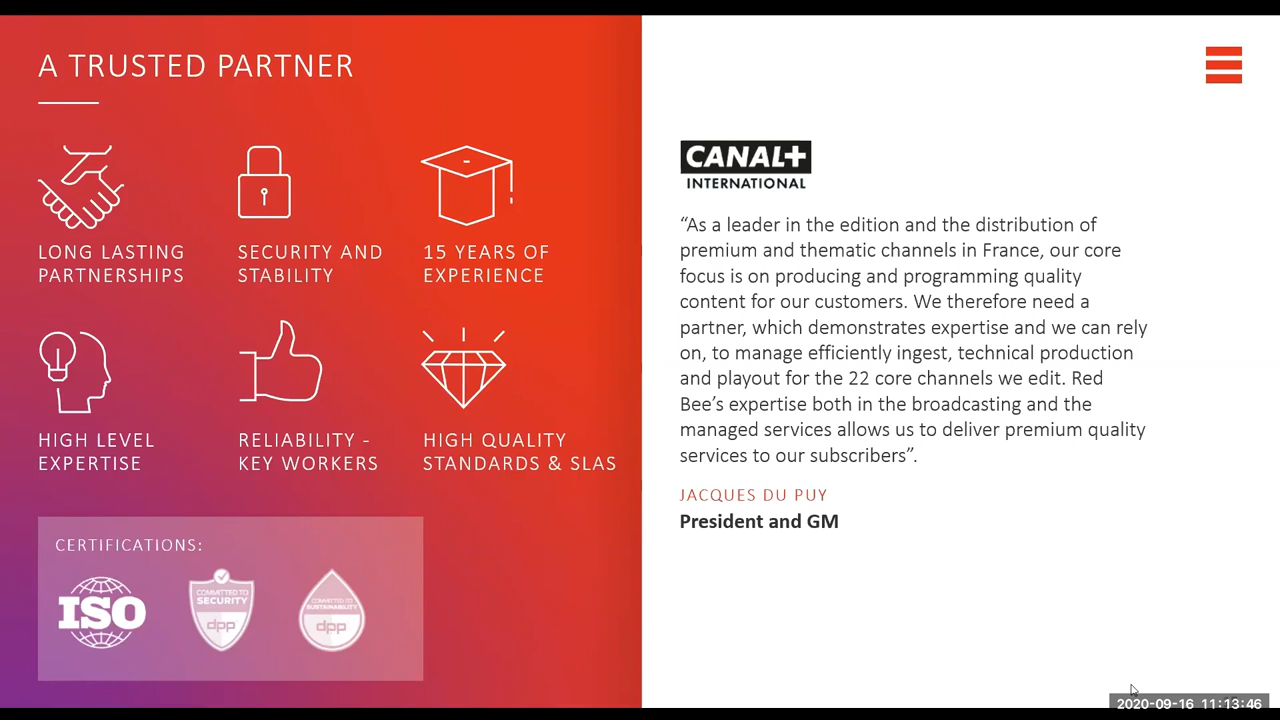 A TRUSTED PARTNER
LONG LASTING
PARTNERSHIPS
SECURITY AND
STABILITY
15 YEARS OF
EXPERIENCE
HIGH LEVEL
EXPERTISE
RELIABILITY -
KEY WORKERS
HIGH QUALITY
STANDARDS & SLAS
CERTIFICATIONS:
ISO
COMMITTED TO
SECURITY
dpp
COMMITTED TO
SUSTAINABILITY
dpp
CANAL+
INTERNATIONAL
“As a leader in the edition and the distribution of
premium and thematic channels in France, our core
focus is on producing and programming quality
content for our customers. We therefore need a
partner, which demonstrates expertise and we can rely
on, to manage efficiently ingest, technical production
and playout for the 22 core channels we edit. Red
Bee’s expertise both in the broadcasting and the
managed services allows us to deliver premium quality
services to our subscribers”.
JACQUES DU PUY
President and GM
2020-09-16 11:13:46